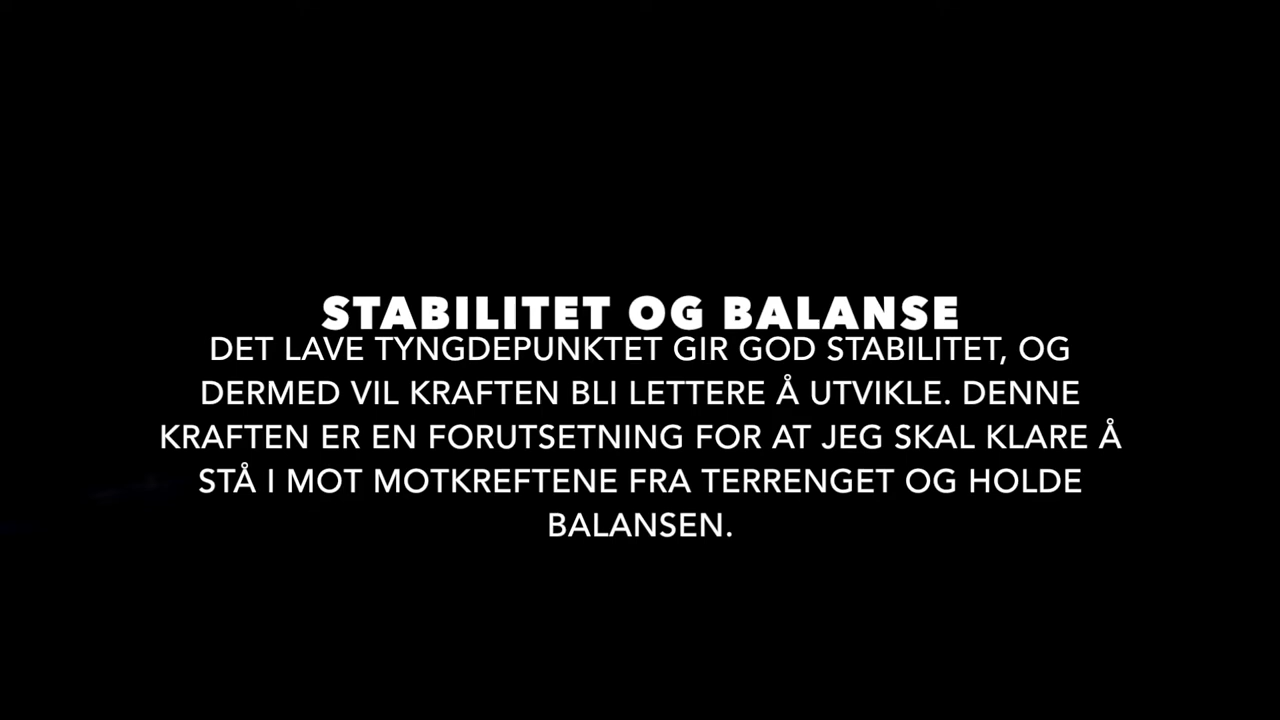 STABILITET OG BALANSE
DET LAVE TYNGDEPUNKTET GIR GOD STABILITET, OG
DERMED VIL KRAFTEN BLI LETTERE Å UTVIKLE. DENNE
KRAFTEN ER EN FORUTSETNING FOR AT JEG SKAL KLARE Å
STÅ I MOT MOTKREFTENE FRA TERRENGET OG HOLDE
BALANSEN.